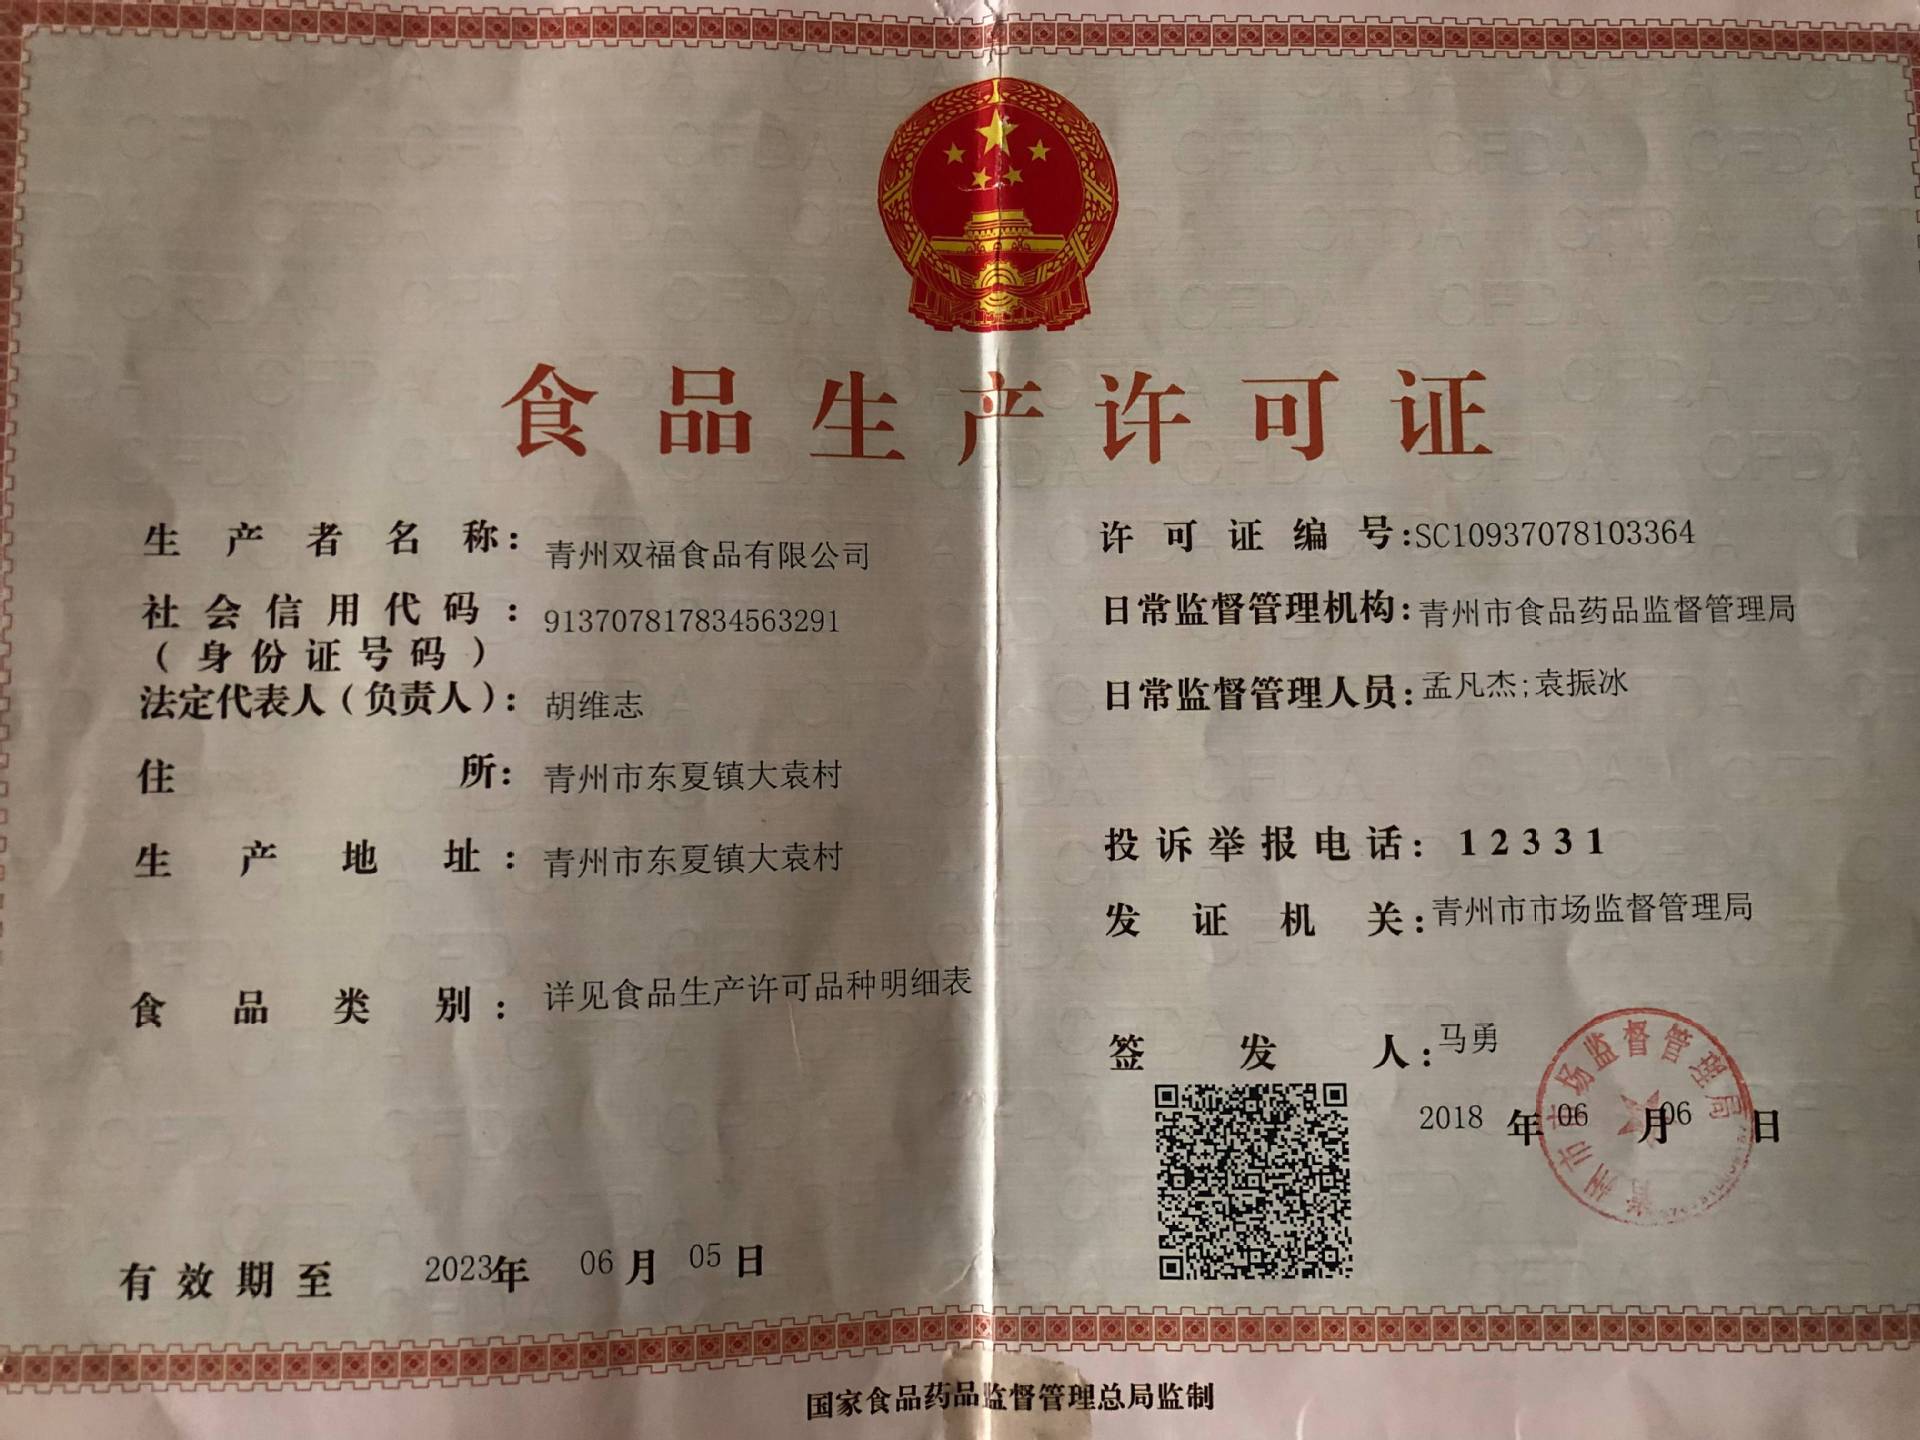 食品生产许可证
生产者名称：青州双福食品有限公司
社会信用代码：913707817834563291
（身份证号码）
法定代表人（负责人）：胡维志
住所：青州市东夏镇大袁村
生产地址：青州市东夏镇大袁村
食品类别：详见食品生产许可品种明细表
有效期至 2023年 06月 05日
许可证编号：SC10937078103364
日常监督管理机构：青州市食品药品监督管理局
日常监督管理人员：孟凡杰；袁振冰
投诉举报电话：12331
发证机关：青州市市场监督管理局
签发人：马勇
2018年06月06日
青州市市场监督管理局
国家食品药品监督管理总局监制